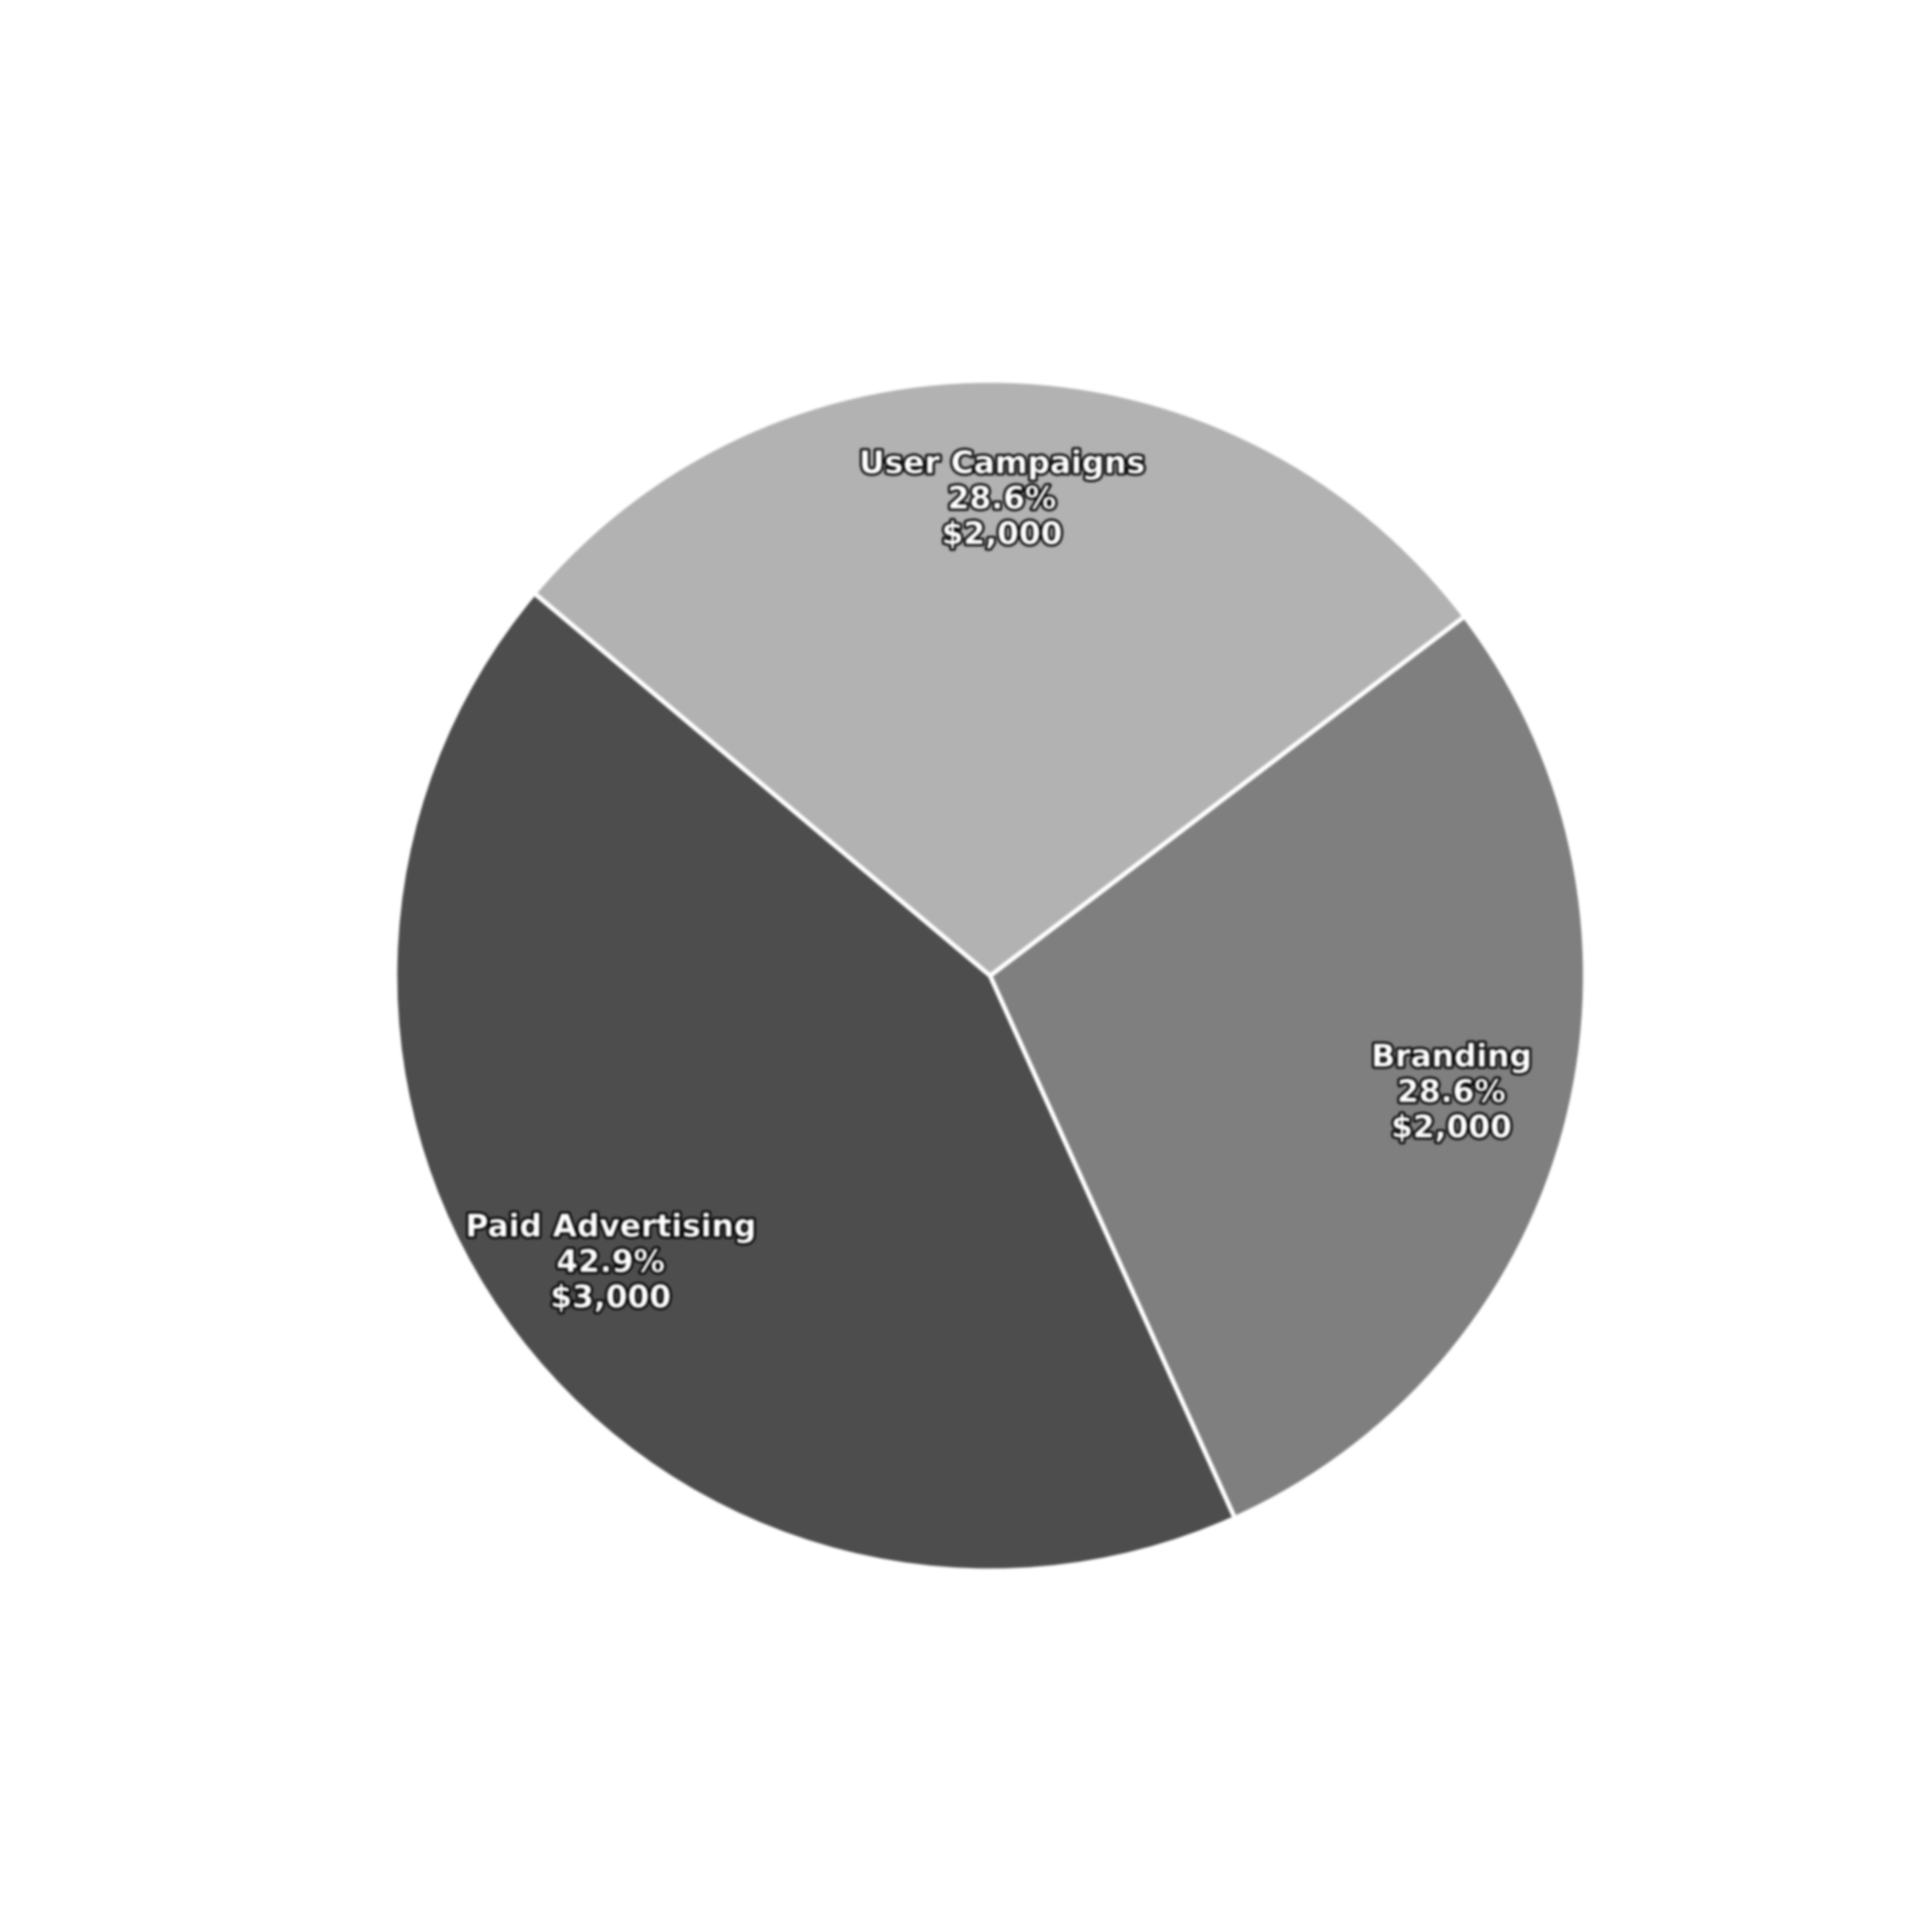 User Campaigns
28.6%
$2,000
Branding
28.6%
$2,000
Paid Advertising
42.9%
$3,000